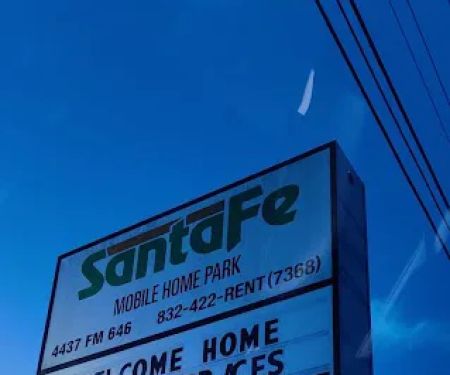 SantaFe
MOBILE HOME PARK
4437 FM 646 832-422-RENT(7368)
WELCOME HOME